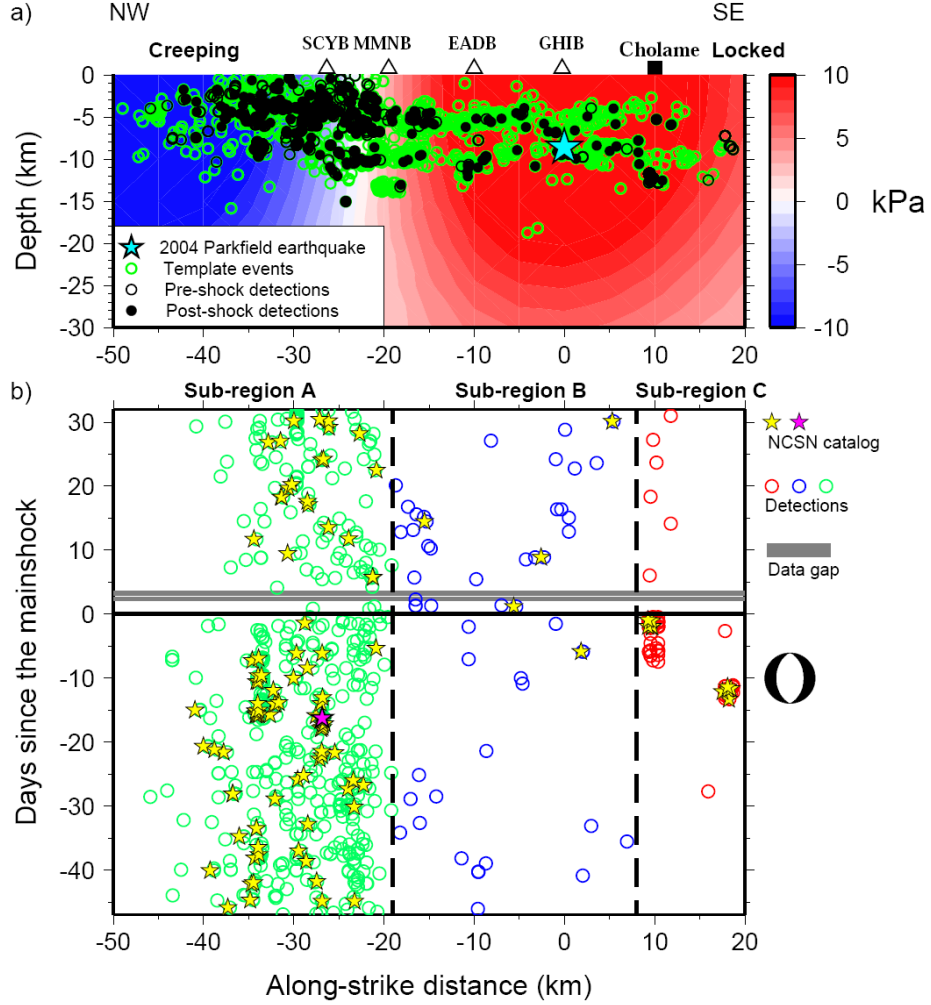 a) NW SE
Creeping SCYB MMNB EADB GHIB Cholame Locked
Depth (km)
0
-5
-10
-15
-20
-25
-30
2004 Parkfield earthquake
Template events
Pre-shock detections
Post-shock detections
-50 -40 -30 -20 -10 0 10 20
10
5
0
-5
-10
kPa
b)
Sub-region A Sub-region B Sub-region C
Days since the mainshock
30
20
10
0
-10
-20
-30
-40
NCSN catalog
Detections
Data gap
-50 -40 -30 -20 -10 0 10 20
Along-strike distance (km)